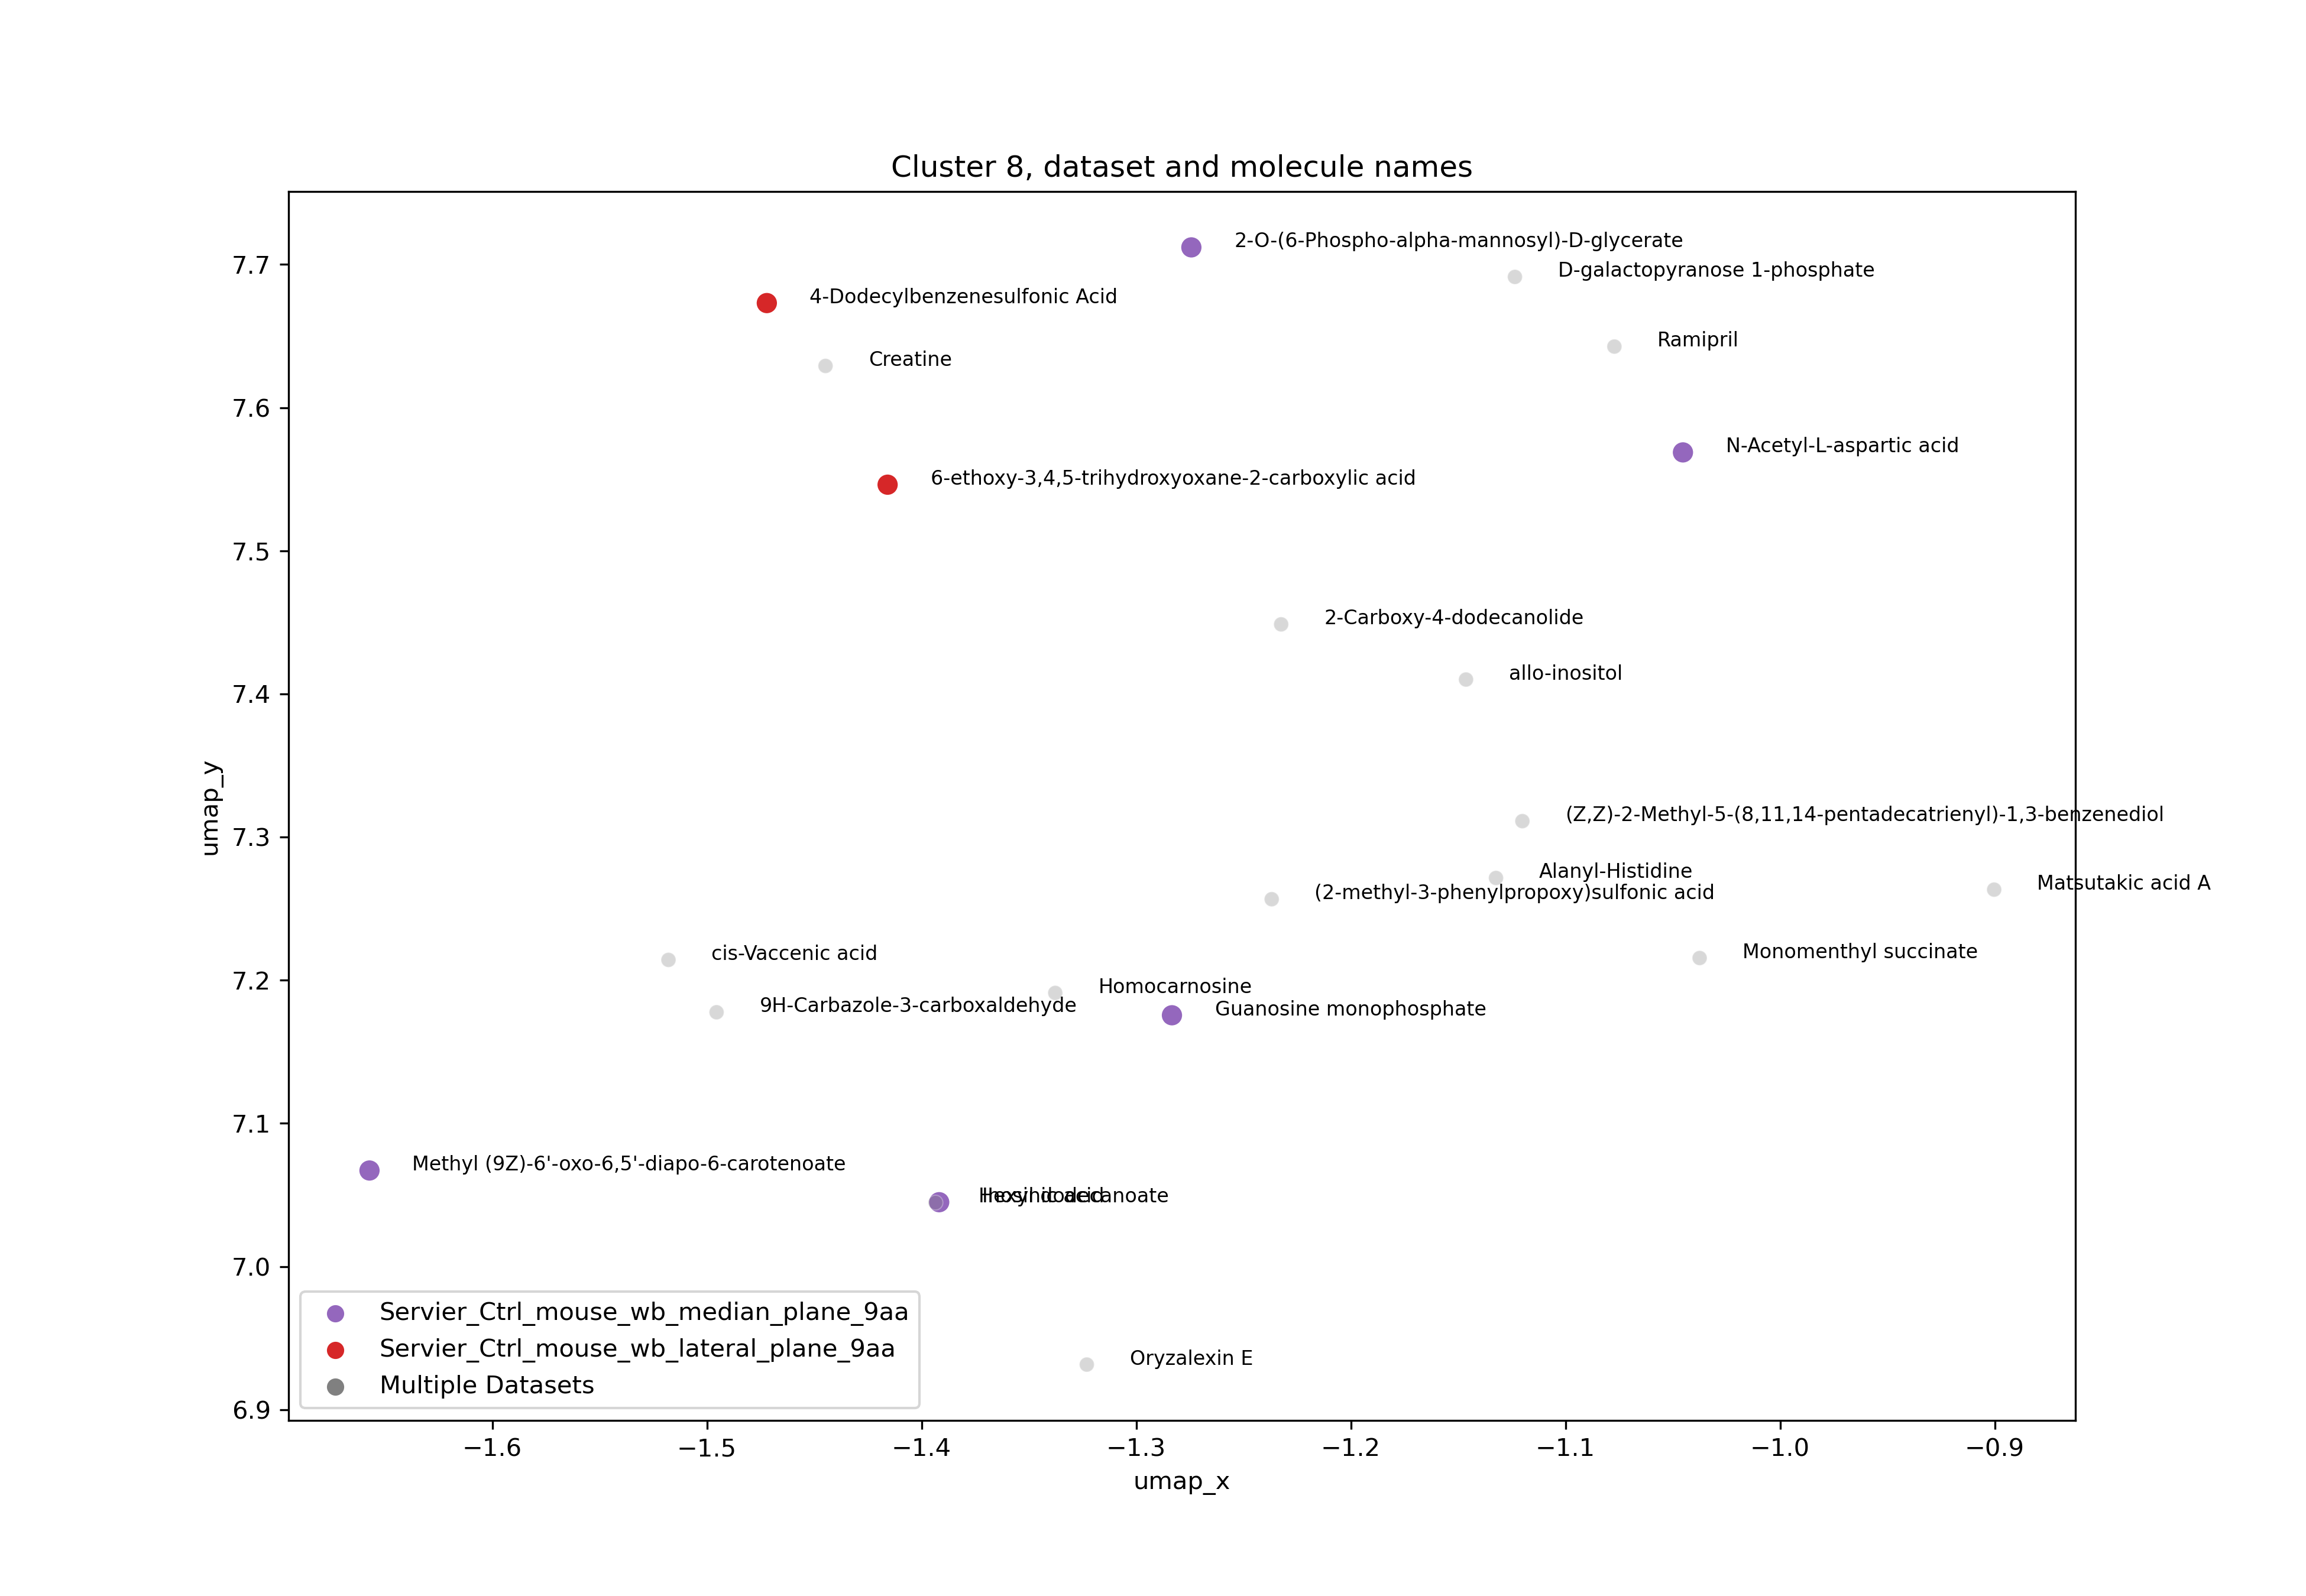 Cluster 8, dataset and molecule names
2-O-(6-Phospho-alpha-mannosyl)-D-glycerate
D-galactopyranose 1-phosphate
4-Dodecylbenzenesulfonic Acid
Ramipril
Creatine
N-Acetyl-L-aspartic acid
6-ethoxy-3,4,5-trihydroxyoxane-2-carboxylic acid
2-Carboxy-4-dodecanolide
allo-inositol
(Z,Z)-2-Methyl-5-(8,11,14-pentadecatrienyl)-1,3-benzenediol
Alanyl-Histidine
Matsutakic acid A
(2-methyl-3-phenylpropoxy)sulfonic acid
cis-Vaccenic acid
Monomenthyl succinate
Homocarnosine
9H-Carbazole-3-carboxaldehyde
Guanosine monophosphate
Methyl (9Z)-6'-oxo-6,5'-diapo-6-carotenoate
Inosinic acid
Hexyl dodecanoate
Oryzalexin E
7.7
7.6
7.5
7.4
7.3
7.2
7.1
7.0
6.9
umap_y
Servier_Ctrl_mouse_wb_median_plane_9aa
Servier_Ctrl_mouse_wb_lateral_plane_9aa
Multiple Datasets
−1.6 −1.5 −1.4 −1.3 −1.2 −1.1 −1.0 −0.9
umap_x